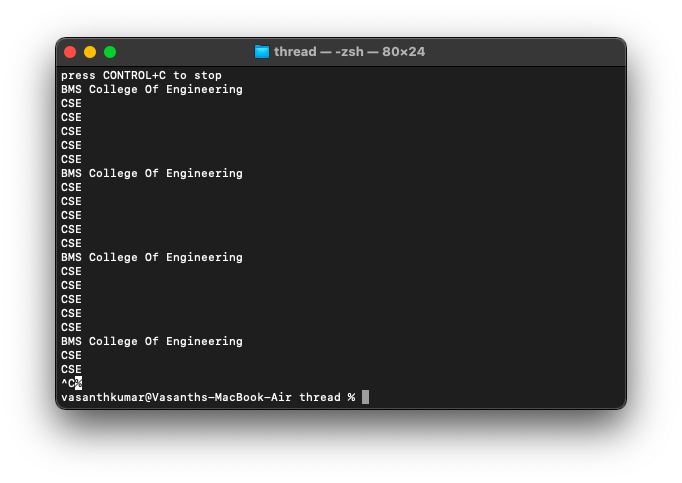 thread — -zsh — 80×24
press CONTROL+C to stop
BMS College Of Engineering
CSE
CSE
CSE
CSE
CSE
BMS College Of Engineering
CSE
CSE
CSE
CSE
CSE
BMS College Of Engineering
CSE
CSE
CSE
CSE
CSE
BMS College Of Engineering
CSE
CSE
^C%
vasanthkumar@Vasanths-MacBook-Air thread %